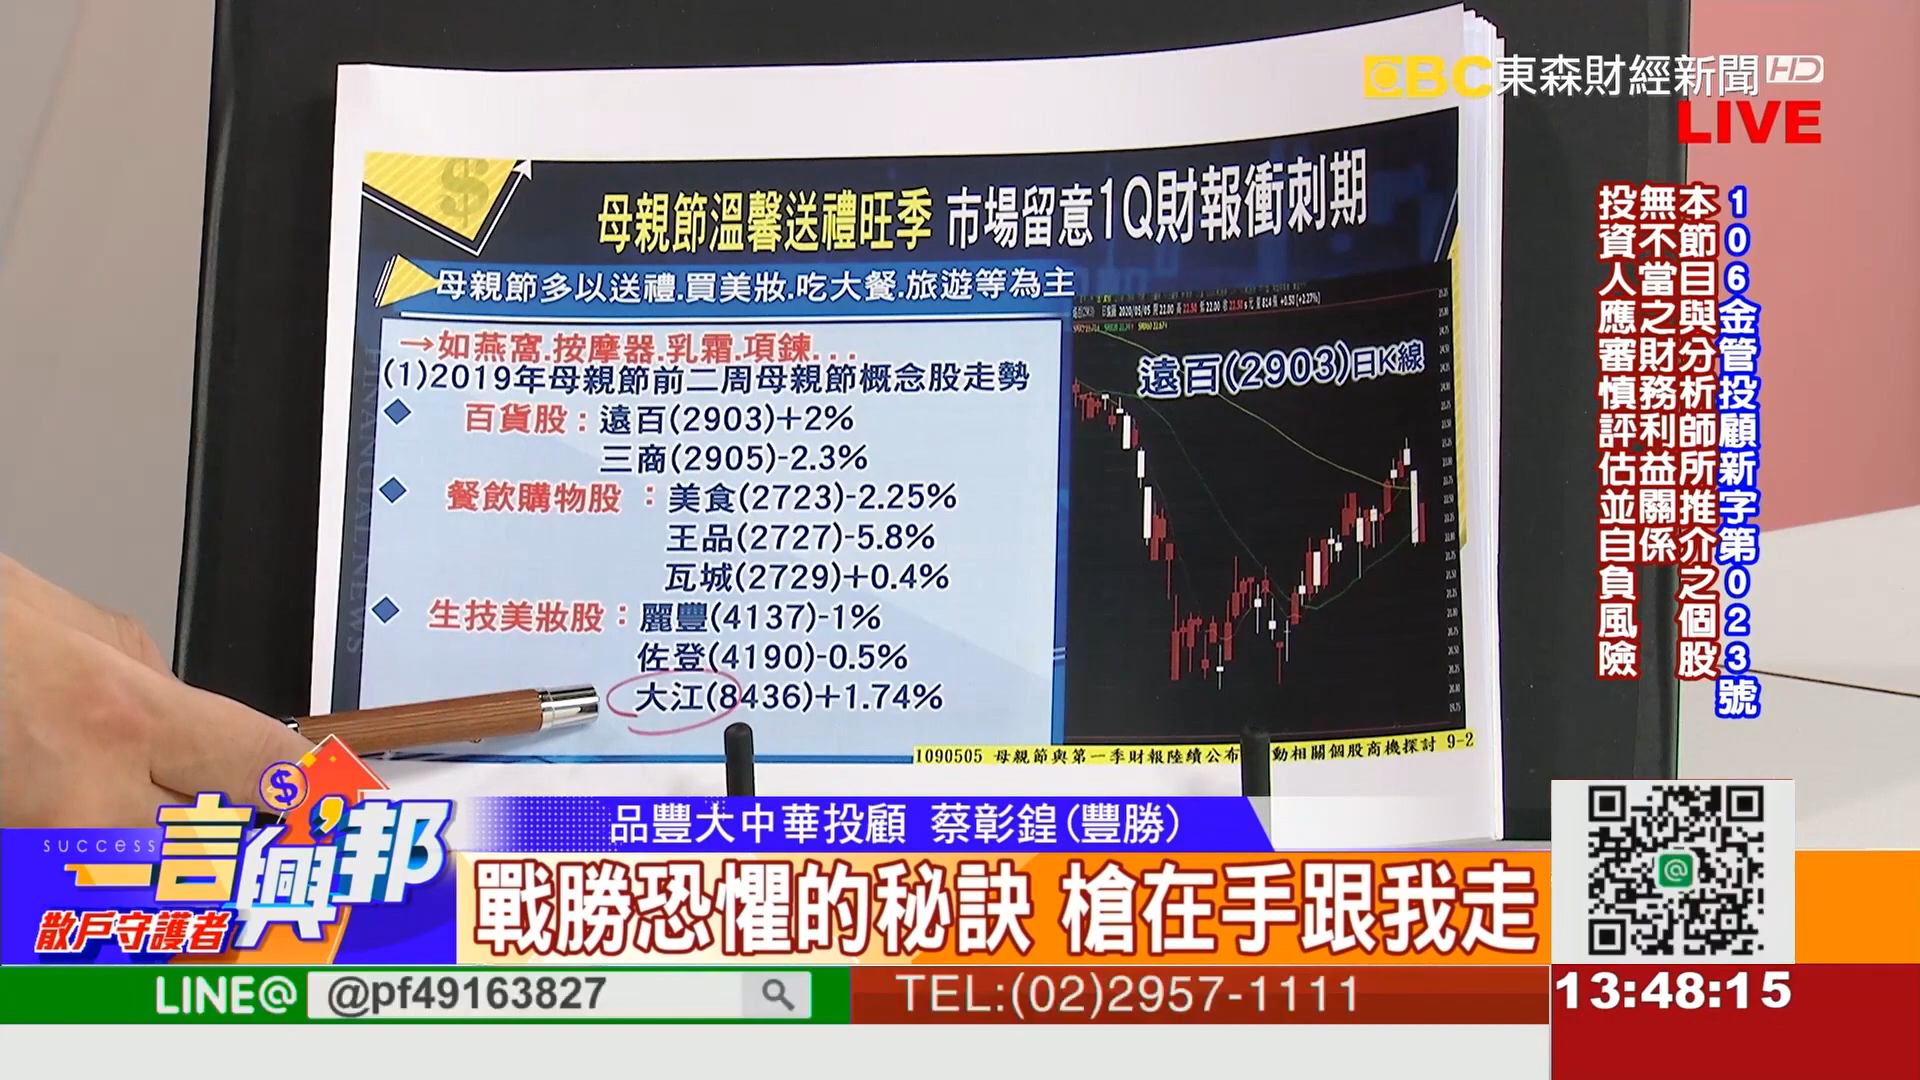 EBC東森財經新聞HD
LIVE
母親節溫馨送禮旺季 市場留意1Q財報衝刺期
母親節多以送禮.買美妝.吃大餐.旅遊等為主
→如燕窩.按摩器.乳霜.項鍊...
(1)2019年母親節前二周母親節概念股走勢
百貨股：遠百(2903)+2%
三商(2905)-2.3%
餐飲購物股：美食(2723)-2.25%
王品(2727)-5.8%
瓦城(2729)+0.4%
生技美妝股：麗豐(4137)-1%
佐登(4190)-0.5%
大江(8436)+1.74%
遠百(2903)日K線
FINANCIAL NEWS
1090505 母親節與第一季財報陸續公布
動相關個股商機探討 9-2
106金管投顧新字第023號
本節目與分析師所推介之個股
無不當之財務利益關係
投資人應審慎評估並自負風險
success
一言興邦
散戶守護者
品豐大中華投顧 蔡彰鍠(豐勝)
戰勝恐懼的秘訣 槍在手跟我走
LINE@ @pf49163827
TEL:(02)2957-1111
13:48:15